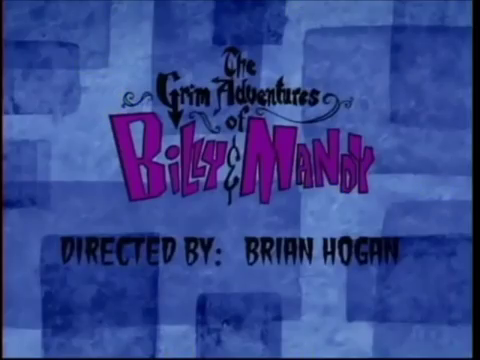 The
Grim Adventures
of
BILLY & MANDY
DIRECTED BY: BRIAN HOGAN